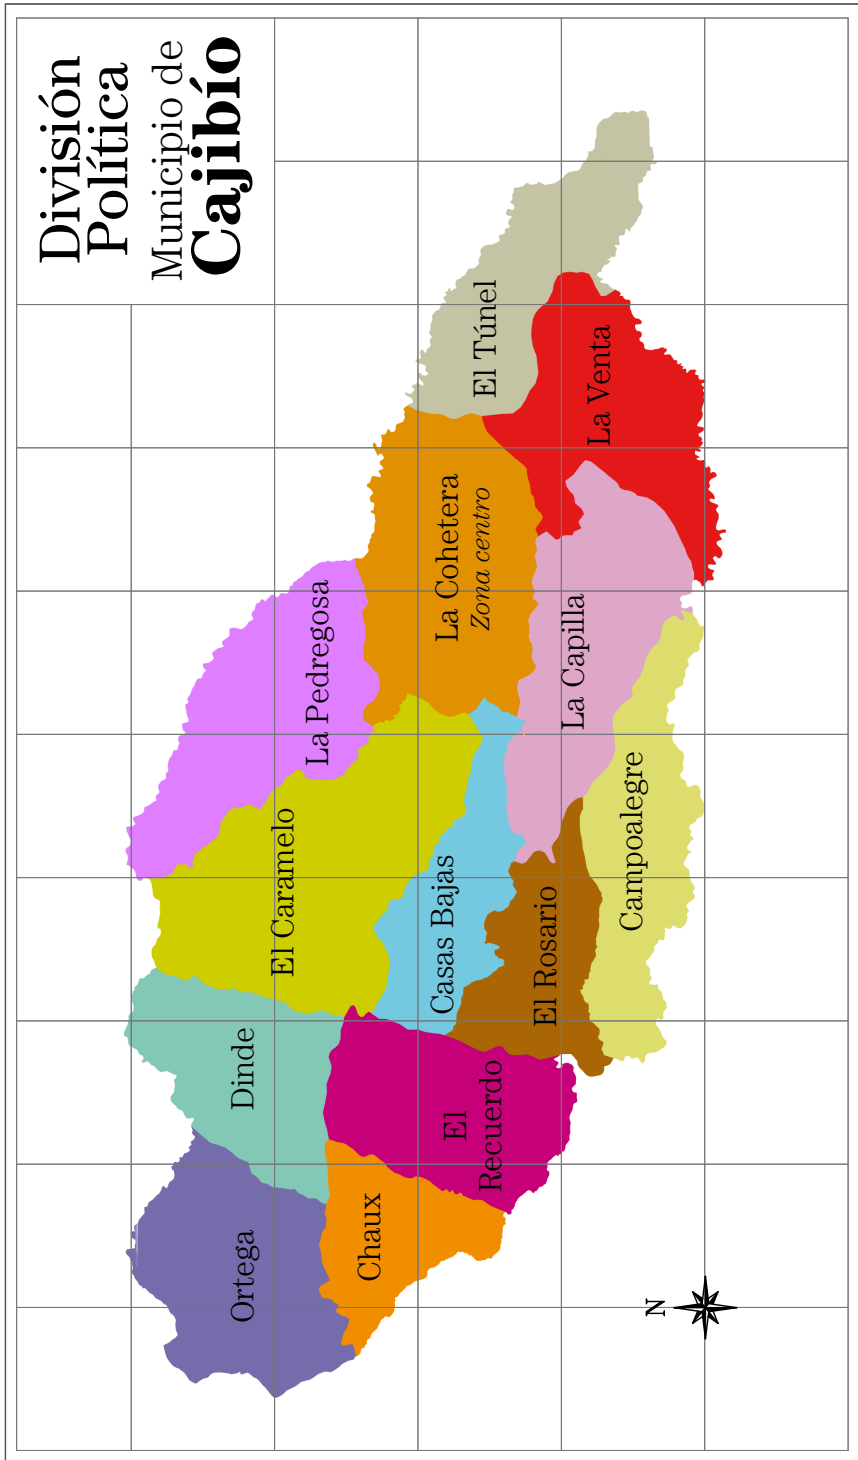 División
Política
Municipio de
Cajibío
El Túnel
La Venta
La Cohetera
Zona centro
La Pedregosa
La Capilla
El Caramelo
Casas Bajas
Campoalegre
El Rosario
Dinde
El
Recuerdo
Ortega
Chaux
N